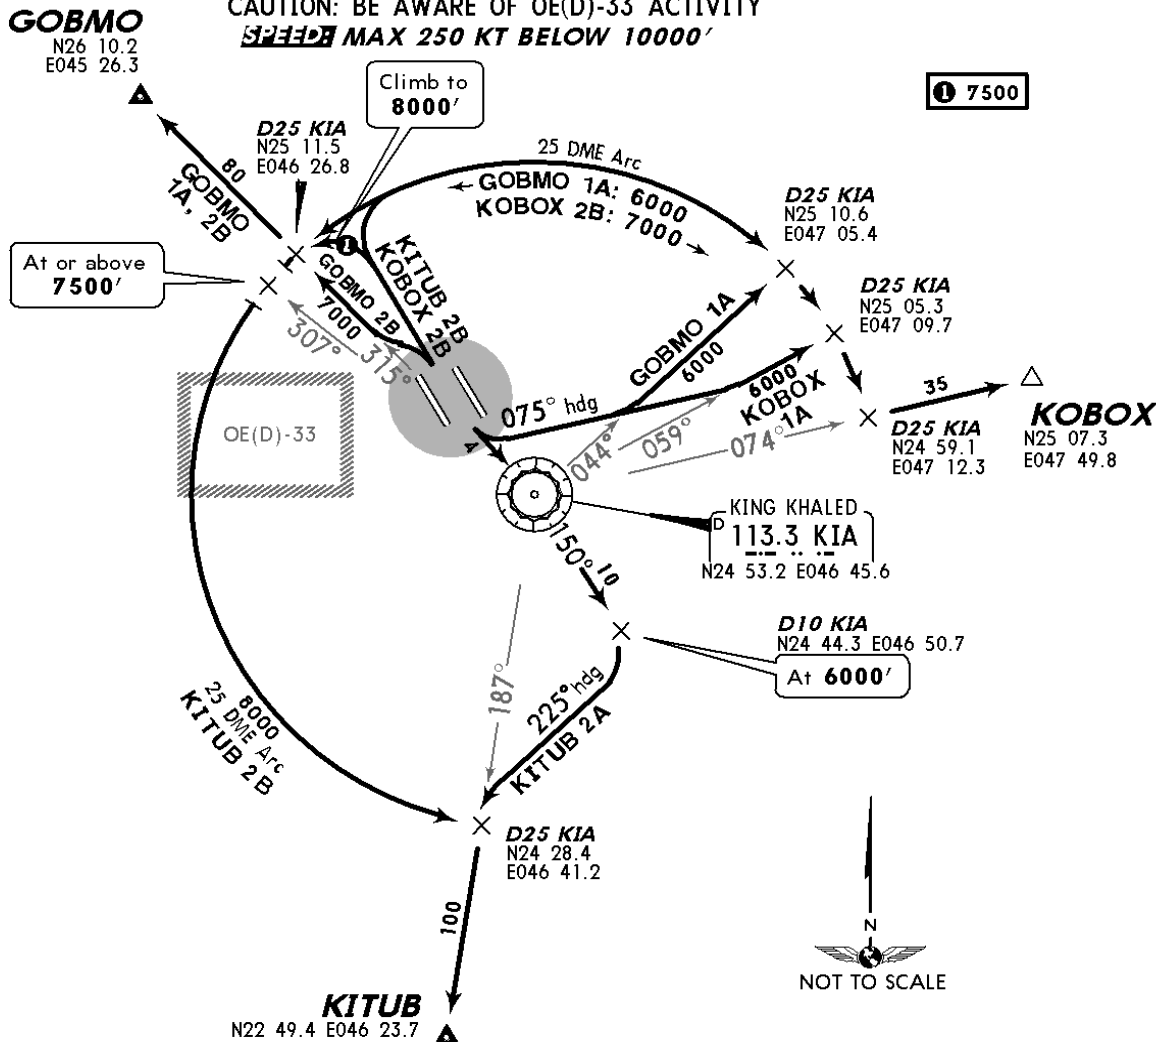 CAUTION: BE AWARE OF OE(D)-33 ACTIVITY
SPEED: MAX 250 KT BELOW 10000'
GOBMO
N26 10.2
E045 26.3
Climb to
8000'
1 7500
D25 KIA
N25 11.5
E046 26.8
80
GOBMO
1A, 2B
25 DME Arc
GOBMO 1A: 6000
KOBOX 2B: 7000
D25 KIA
N25 10.6
E047 05.4
At or above
7500'
1
KITUB 2B
KOBOX 2B
GOBMO 2B
7000
307°
315°
D25 KIA
N25 05.3
E047 09.7
GOBMO 1A
6000
6000
KOBOX
1A
35
KOBOX
N25 07.3
E047 49.8
D25 KIA
N24 59.1
E047 12.3
OE(D)-33
075° hdg
044°
059°
074°
4
KING KHALED
D
113.3 KIA
N24 53.2 E046 45.6
150°
10
D10 KIA
N24 44.3 E046 50.7
At 6000'
187°
225° hdg
KITUB 2A
8000
25 DME Arc
KITUB 2B
D25 KIA
N24 28.4
E046 41.2
100
N
NOT TO SCALE
KITUB
N22 49.4 E046 23.7